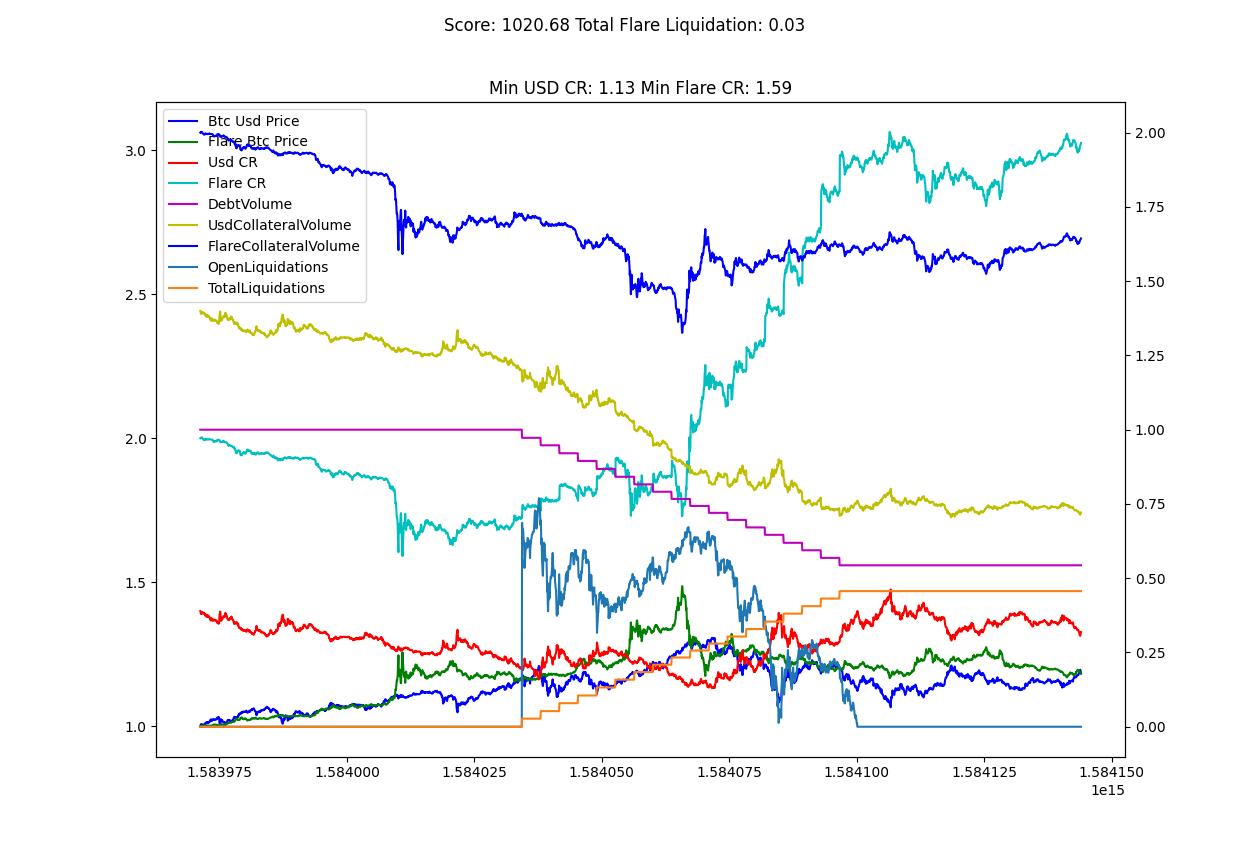 Score: 1020.68 Total Flare Liquidation: 0.03
Min USD CR: 1.13 Min Flare CR: 1.59
Btc Usd Price
Flare Btc Price
Usd CR
Flare CR
DebtVolume
UsdCollateralVolume
FlareCollateralVolume
OpenLiquidations
TotalLiquidations
3.0
2.5
2.0
1.5
1.0
2.00
1.75
1.50
1.25
1.00
0.75
0.50
0.25
0.00
1.583975 1.584000 1.584025 1.584050 1.584075 1.584100 1.584125 1.584150
1e15